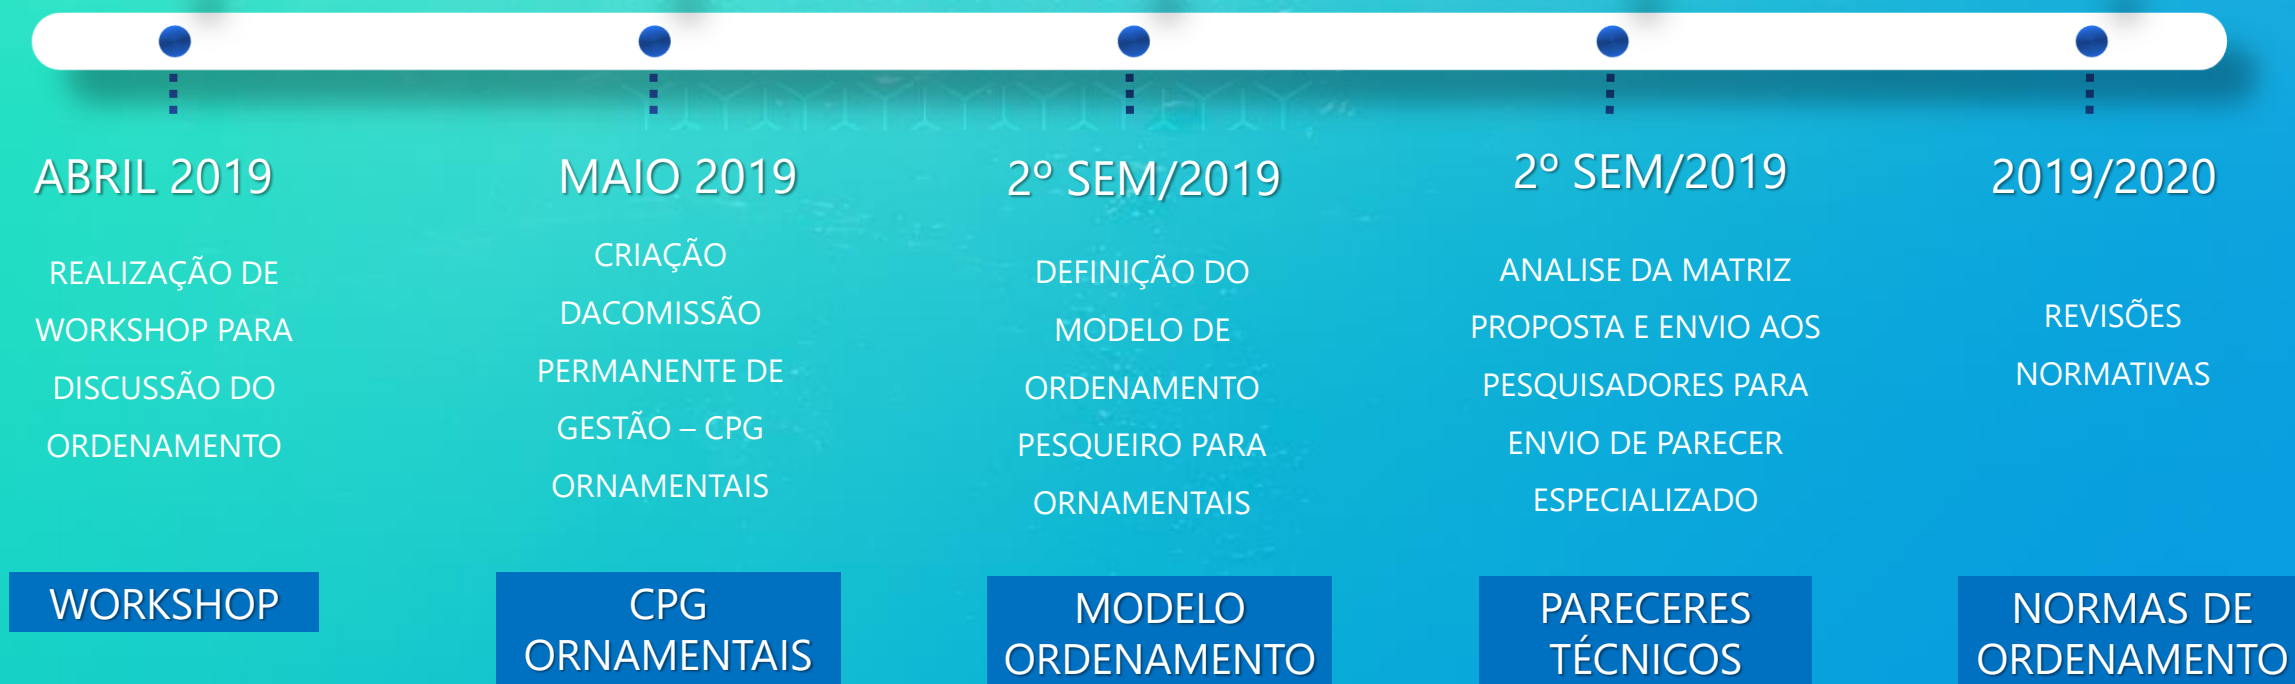 ABRIL 2019
REALIZAÇÃO DE
WORKSHOP PARA
DISCUSSÃO DO
ORDENAMENTO
WORKSHOP
MAIO 2019
CRIAÇÃO
DACOMISSÃO
PERMANENTE DE
GESTÃO – CPG
ORNAMENTAIS
CPG
ORNAMENTAIS
2º SEM/2019
DEFINIÇÃO DO
MODELO DE
ORDENAMENTO
PESQUEIRO PARA
ORNAMENTAIS
MODELO
ORDENAMENTO
2º SEM/2019
ANALISE DA MATRIZ
PROPOSTA E ENVIO AOS
PESQUISADORES PARA
ENVIO DE PARECER
ESPECIALIZADO
PARECERES
TÉCNICOS
2019/2020
REVISÕES
NORMATIVAS
NORMAS DE
ORDENAMENTO